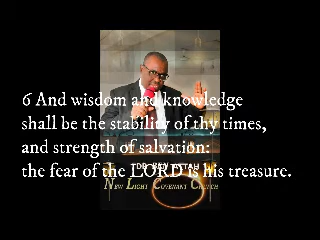 6 And wisdom and knowledge
shall be the stability of thy times,
and strength of salvation:
the fear of the LORD is his treasure.
New Light Covenant Church